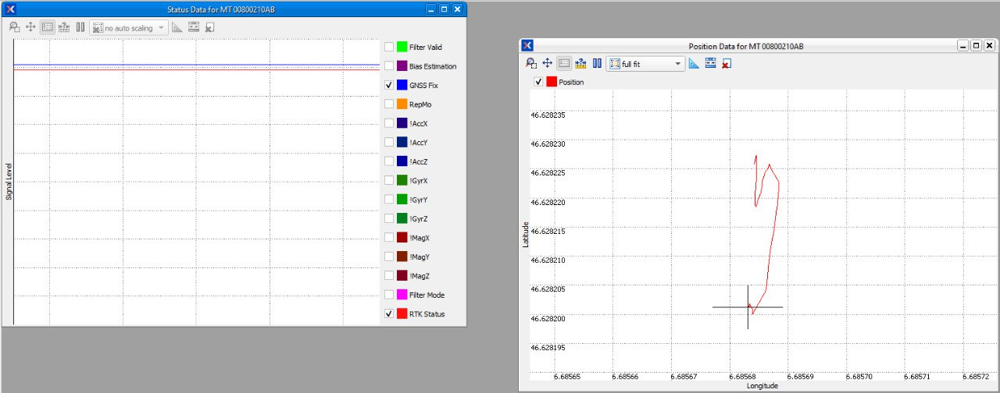 Status Data for MT 00800210AB
no auto scaling
Filter Valid
Bias Estimation
GNSS Fix
RepMo
!AccX
!AccY
!AccZ
!GyrX
!GyrY
!GyrZ
!MagX
!MagY
!MagZ
Filter Mode
RTK Status
Signal Level
Position Data for MT 00800210AB
full fit
Position
46.628235
46.628230
46.628225
46.628220
46.628215
46.628210
46.628205
46.628200
46.628195
Latitude
6.68565 6.68566 6.68567 6.68568 6.68569 6.68570 6.68571 6.68572
Longitude